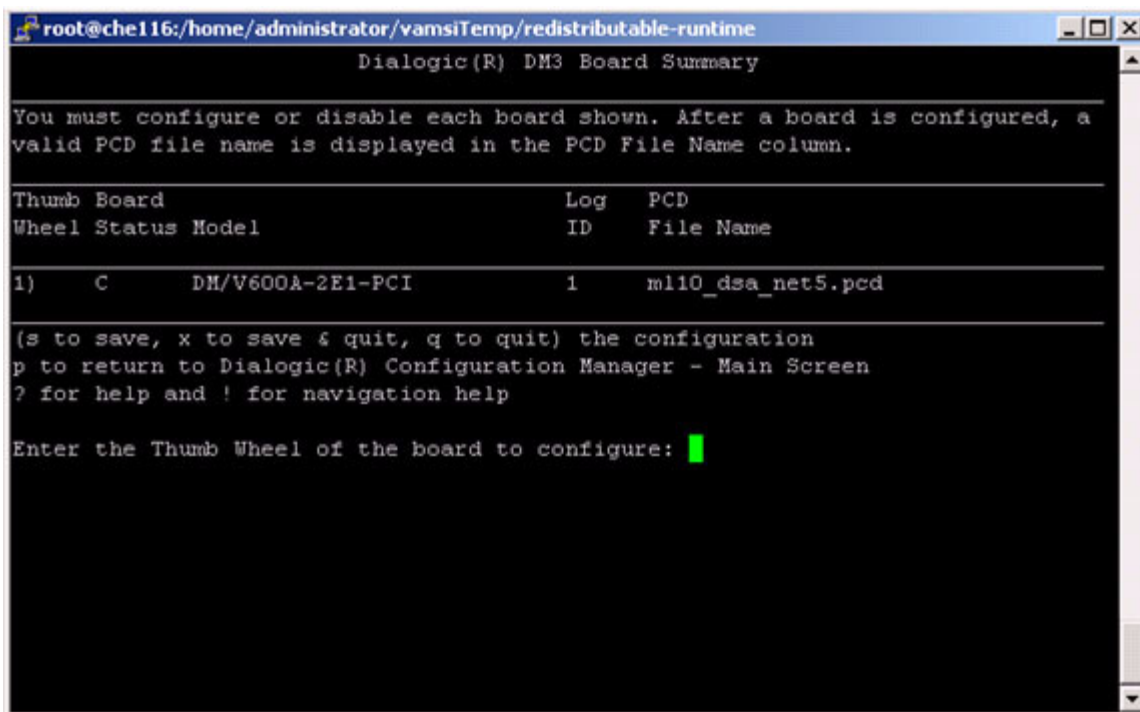 root@che116:/home/administrator/vamsiTemp/redistributable-runtime
Dialogic(R) DM3 Board Summary
You must configure or disable each board shown. After a board is configured, a
valid PCD file name is displayed in the PCD File Name column.
Thumb Board Log PCD
Wheel Status Model ID File Name
1) C DM/V600A-2E1-PCI 1 ml10_dsa_net5.pcd
(s to save, x to save & quit, q to quit) the configuration
p to return to Dialogic(R) Configuration Manager - Main Screen
? for help and ! for navigation help
Enter the Thumb Wheel of the board to configure: